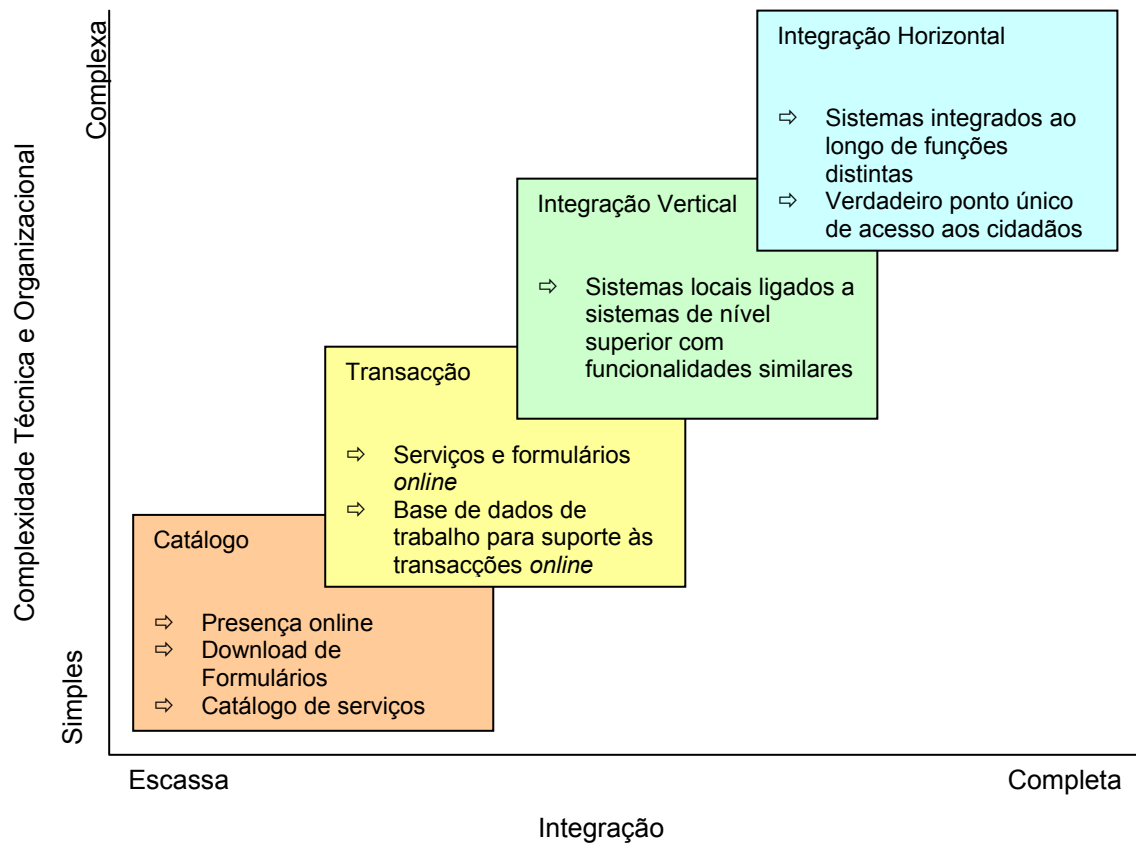 Complexidade Técnica e Organizacional
Complexa
Simples
Integração Horizontal
⇨ Sistemas integrados ao
longo de funções
distintas
⇨ Verdadeiro ponto único
de acesso aos cidadãos
Integração Vertical
⇨ Sistemas locais ligados a
sistemas de nível
superior com
funcionalidades similares
Transacção
⇨ Serviços e formulários
online
⇨ Base de dados de
trabalho para suporte às
transacções online
Catálogo
⇨ Presença online
⇨ Download de
Formulários
⇨ Catálogo de serviços
Escassa
Completa
Integração